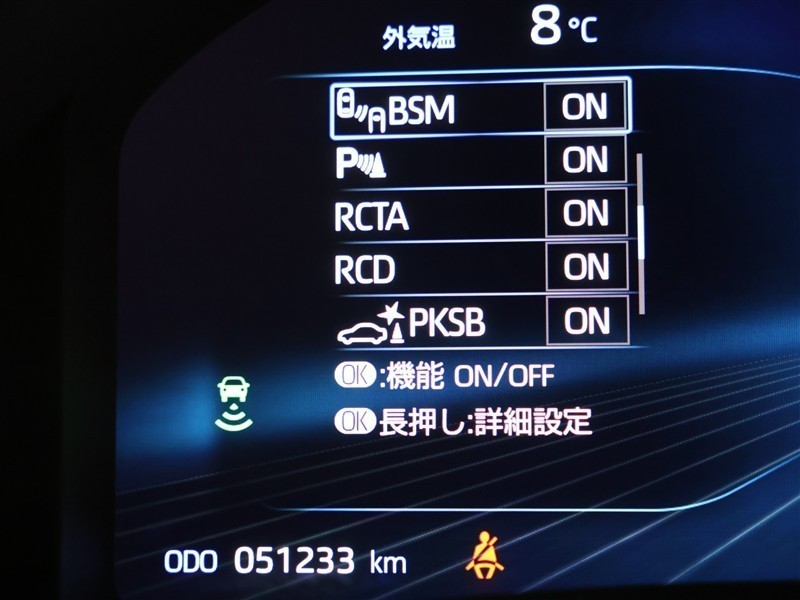 外気温 8℃
BSM ON
P ON
RCTA ON
RCD ON
PKSB ON
OK:機能 ON/OFF
OK長押し:詳細設定
ODO 051233 km